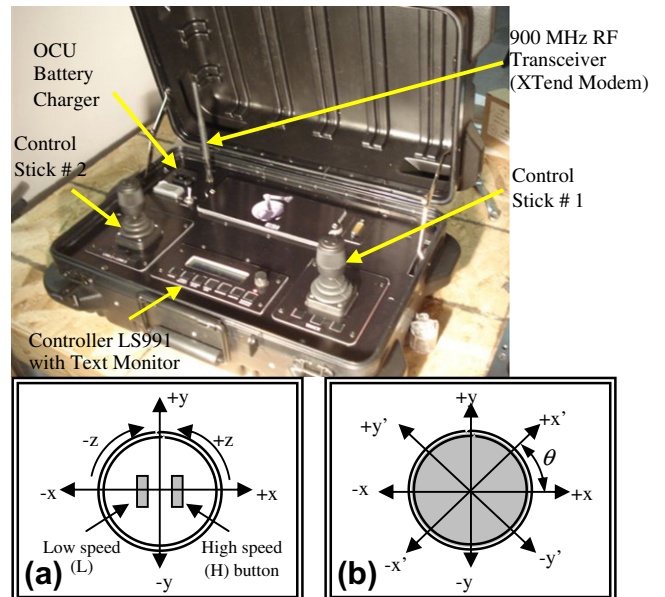 OCU
Battery
Charger
900 MHz RF
Transceiver
(XTend Modem)
Control
Stick # 2
Control
Stick # 1
Controller LS991
with Text Monitor
+y
-z
+z
-x
+x
Low speed
(L)
High speed
(H) button
-y
(a)
+y
+y’
+x’
θ
-x
+x
-x’
-y’
-y
(b)